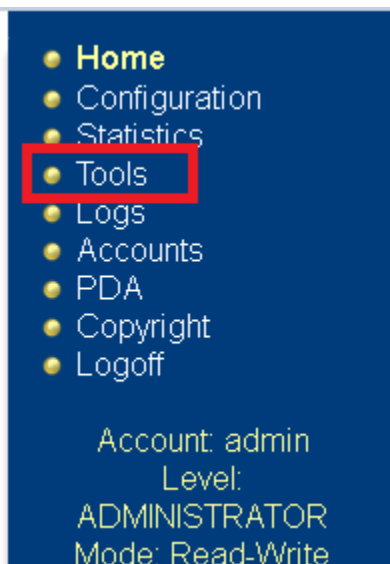 Home
Configuration
Statistics
Tools
Logs
Accounts
PDA
Copyright
Logoff
Account: admin
Level:
ADMINISTRATOR
Mode: Read-Write